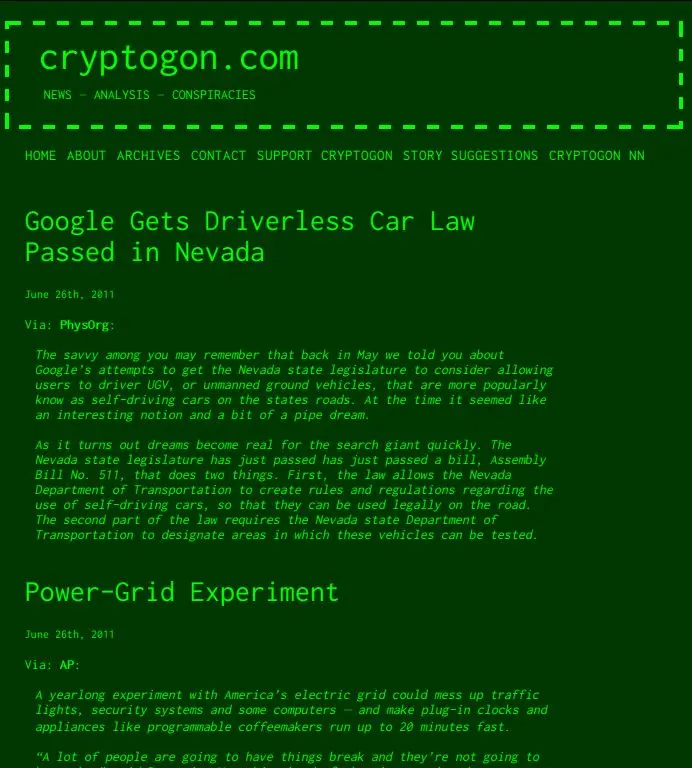 cryptogon.com
NEWS – ANALYSIS – CONSPIRACIES
HOME ABOUT ARCHIVES CONTACT SUPPORT CRYPTOGON STORY SUGGESTIONS CRYPTOGON NN
Google Gets Driverless Car Law
Passed in Nevada
June 26th, 2011
Via: PhysOrg:
The savvy among you may remember that back in May we told you about
Google's attempts to get the Nevada state legislature to consider allowing
users to driver UGV, or unmanned ground vehicles, that are more popularly
know as self-driving cars on the states roads. At the time it seemed like
an interesting notion and a bit of a pipe dream.
As it turns out dreams become real for the search giant quickly. The
Nevada state legislature has just passed has just passed a bill, Assembly
Bill No. 511, that does two things. First, the law allows the Nevada
Department of Transportation to create rules and regulations regarding the
use of self-driving cars, so that they can be used legally on the road.
The second part of the law requires the Nevada state Department of
Transportation to designate areas in which these vehicles can be tested.
Power-Grid Experiment
June 26th, 2011
Via: AP:
A yearlong experiment with America's electric grid could mess up traffic
lights, security systems and some computers – and make plug-in clocks and
appliances like programmable coffeemakers run up to 20 minutes fast.
“A lot of people are going to have things break and they're not going to